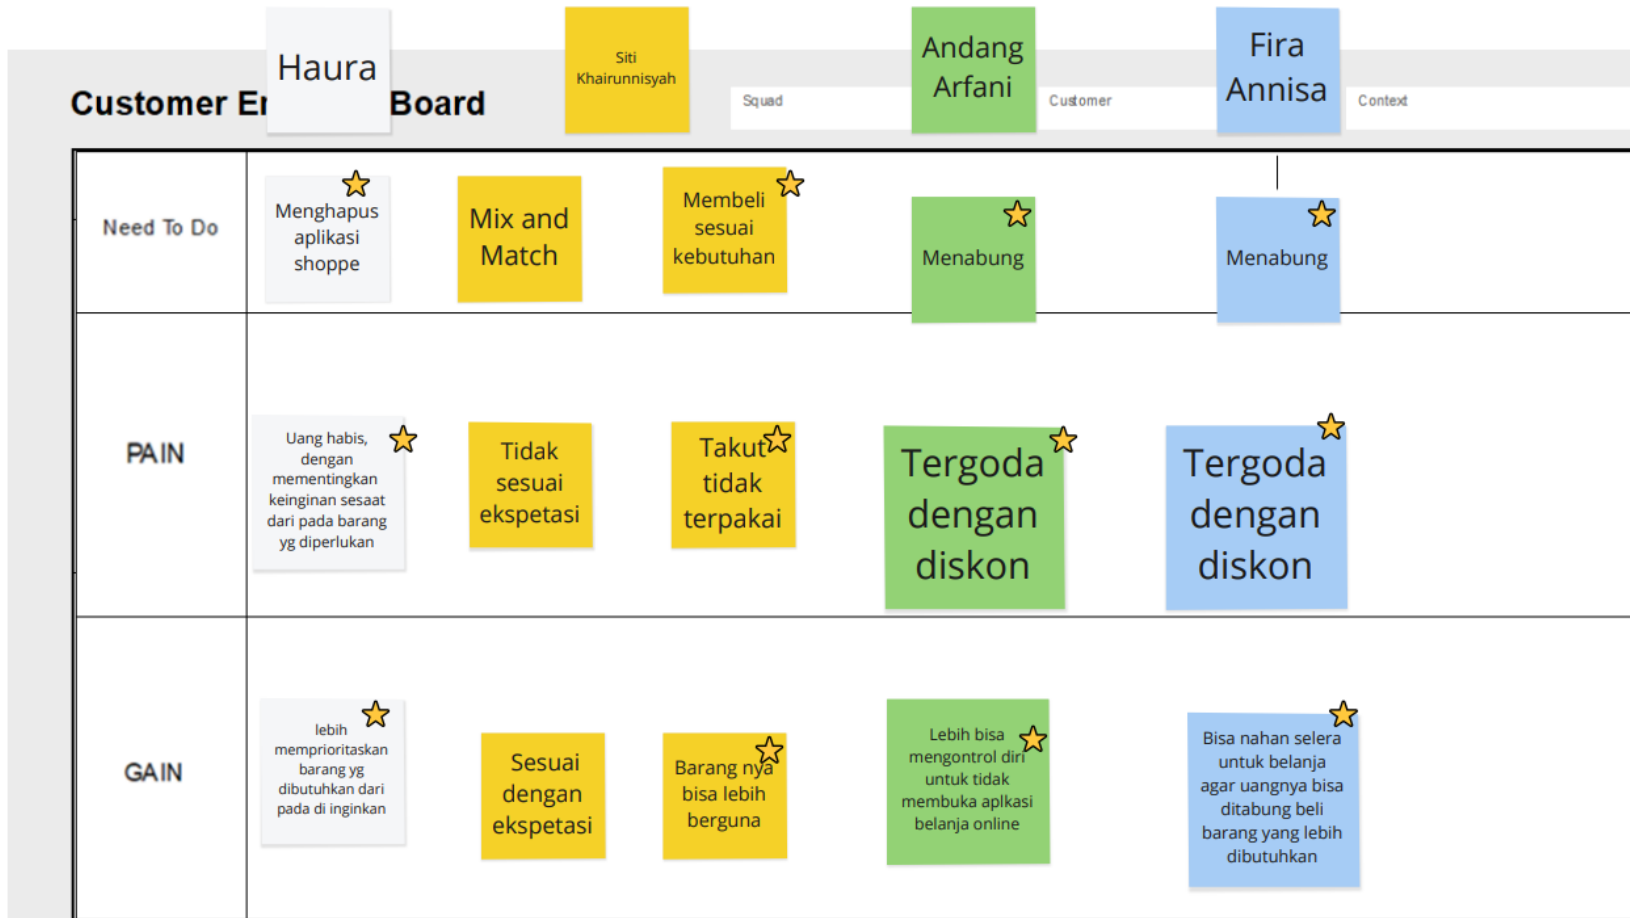 Haura
Siti
Khairunnisyah
Andang
Arfani
Fira
Annisa
Customer E
Board
Squad
Customer
Context
Need To Do
Menghapus
aplikasi
shoppe
Mix and
Match
Membeli
sesuai
kebutuhan
Menabung
Menabung
PAIN
Uang habis,
dengan
mementingkan
keinginan sesaat
dari pada barang
yg diperlukan
Tidak
sesuai
ekspetasi
Takut
tidak
terpakai
Tergoda
dengan
diskon
Tergoda
dengan
diskon
GAIN
lebih
memprioritaskan
barang yg
dibutuhkan dari
pada di inginkan
Sesuai
dengan
ekspetasi
Barang nya
bisa lebih
berguna
Lebih bisa
mengontrol diri
untuk tidak
membuka aplkasi
belanja online
Bisa nahan selera
untuk belanja
agar uangnya bisa
ditabung beli
barang yang lebih
dibutuhkan